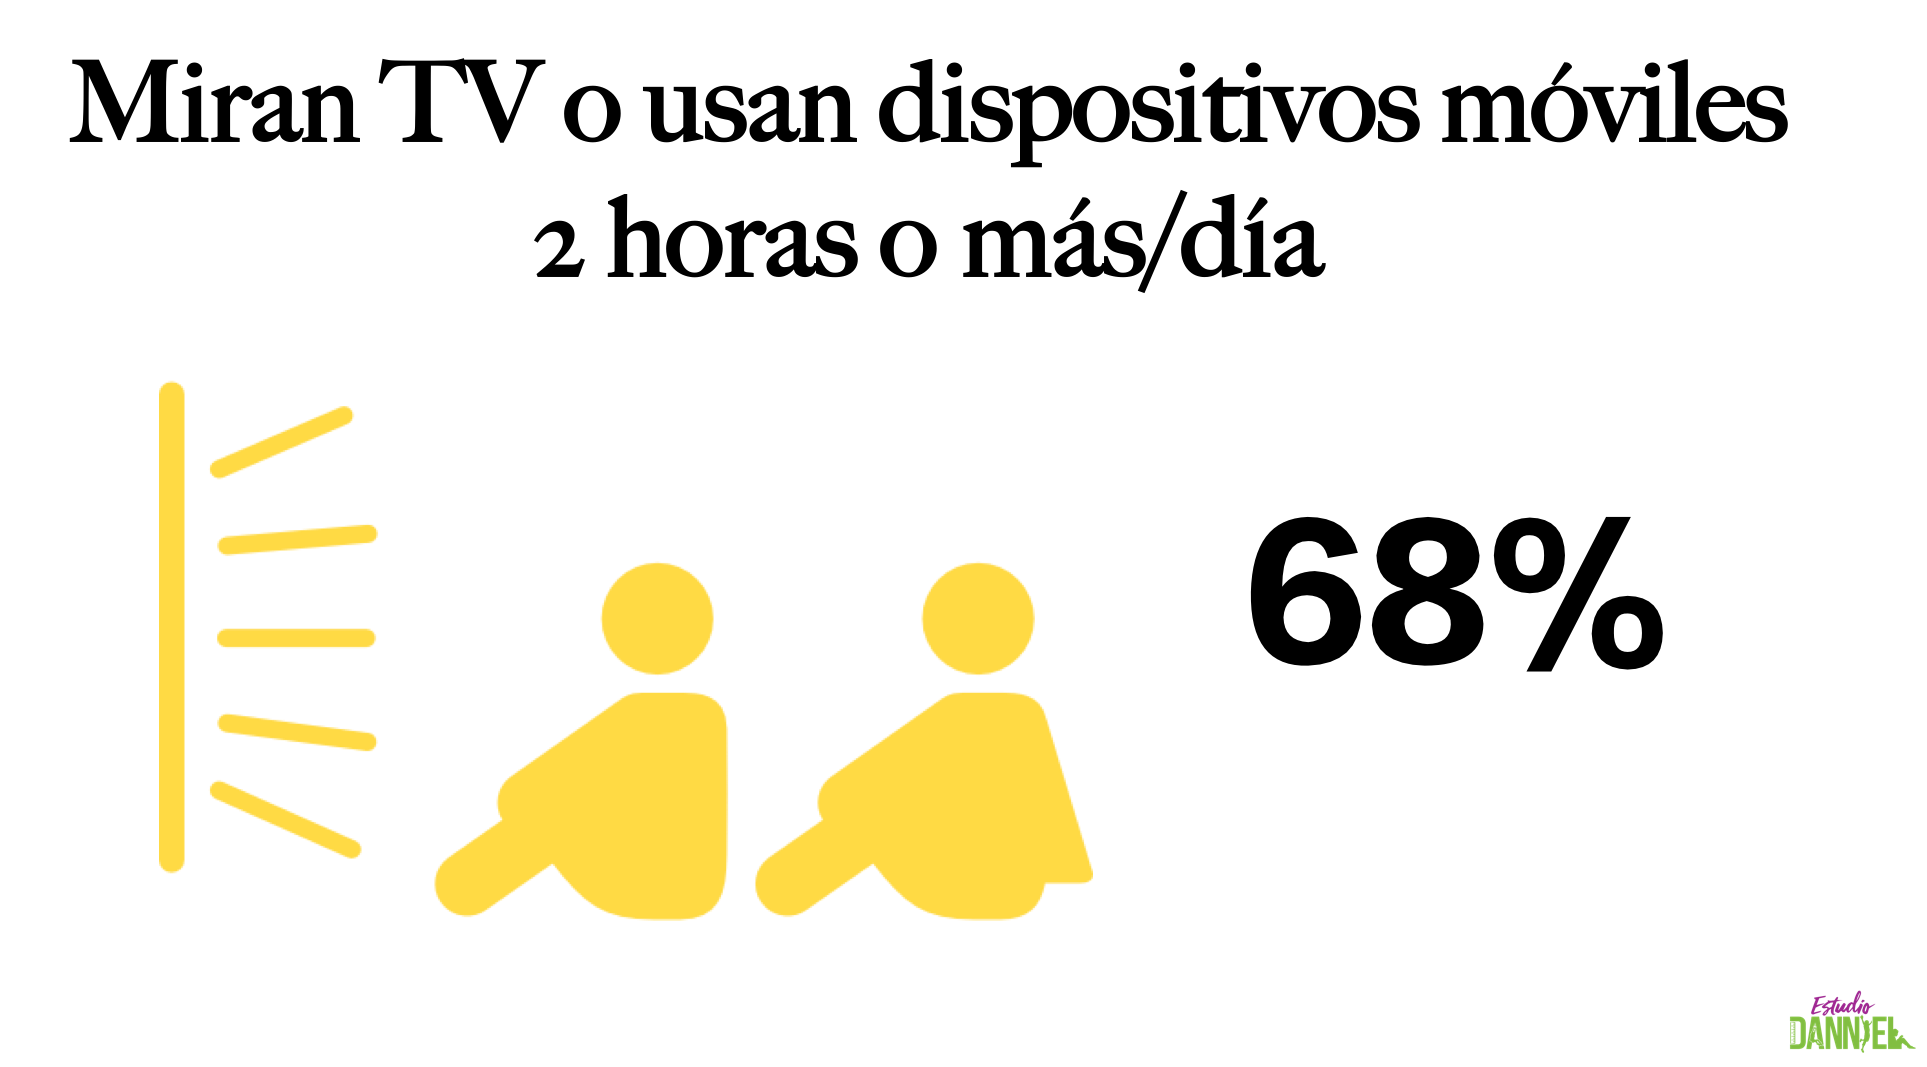 Miran TV o usan dispositivos móviles
2 horas o más/día
68%
Estudio
DANNIEL